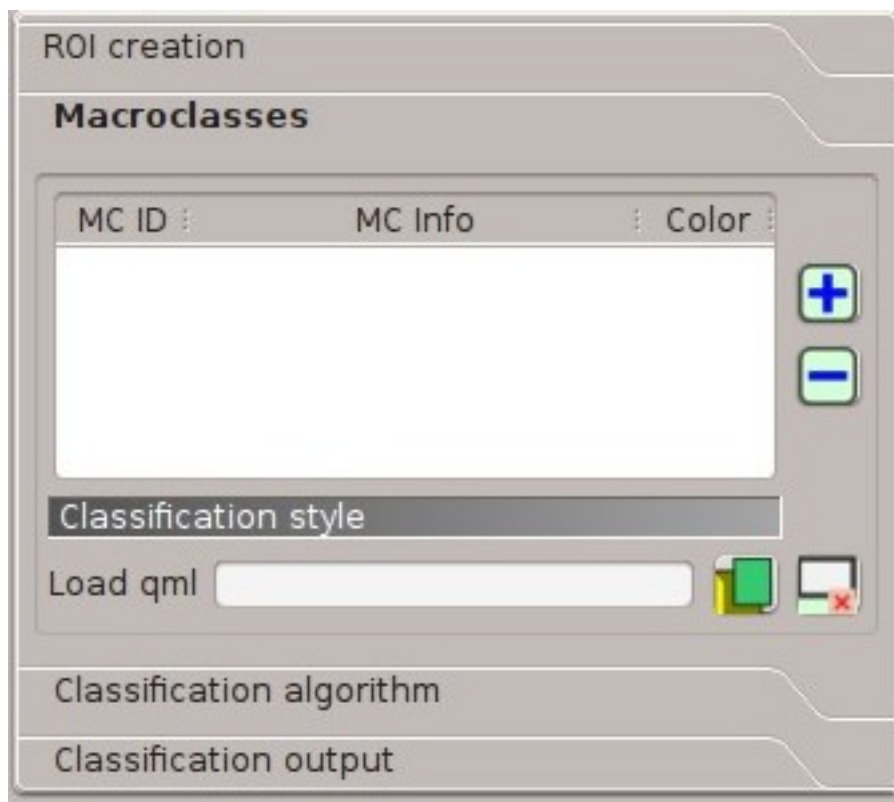 ROI creation
Macroclasses
MC ID MC Info Color
Classification style
Load qml
Classification algorithm
Classification output